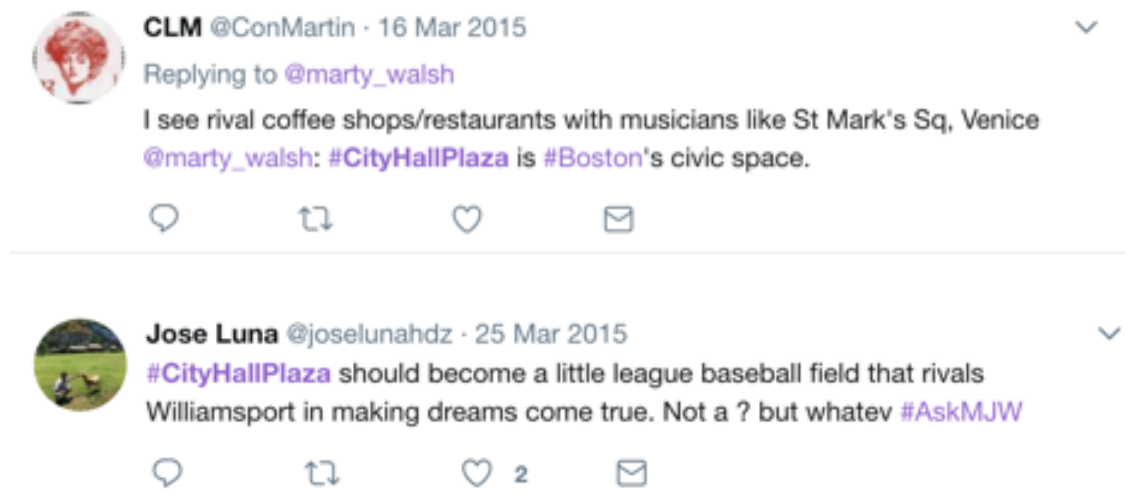 CLM @ConMartin · 16 Mar 2015
Replying to @marty_walsh
I see rival coffee shops/restaurants with musicians like St Mark's Sq, Venice
@marty_walsh: #CityHallPlaza is #Boston's civic space.
Jose Luna @joselunahdz · 25 Mar 2015
#CityHallPlaza should become a little league baseball field that rivals
Williamsport in making dreams come true. Not a ? but whatev #AskMJW
2